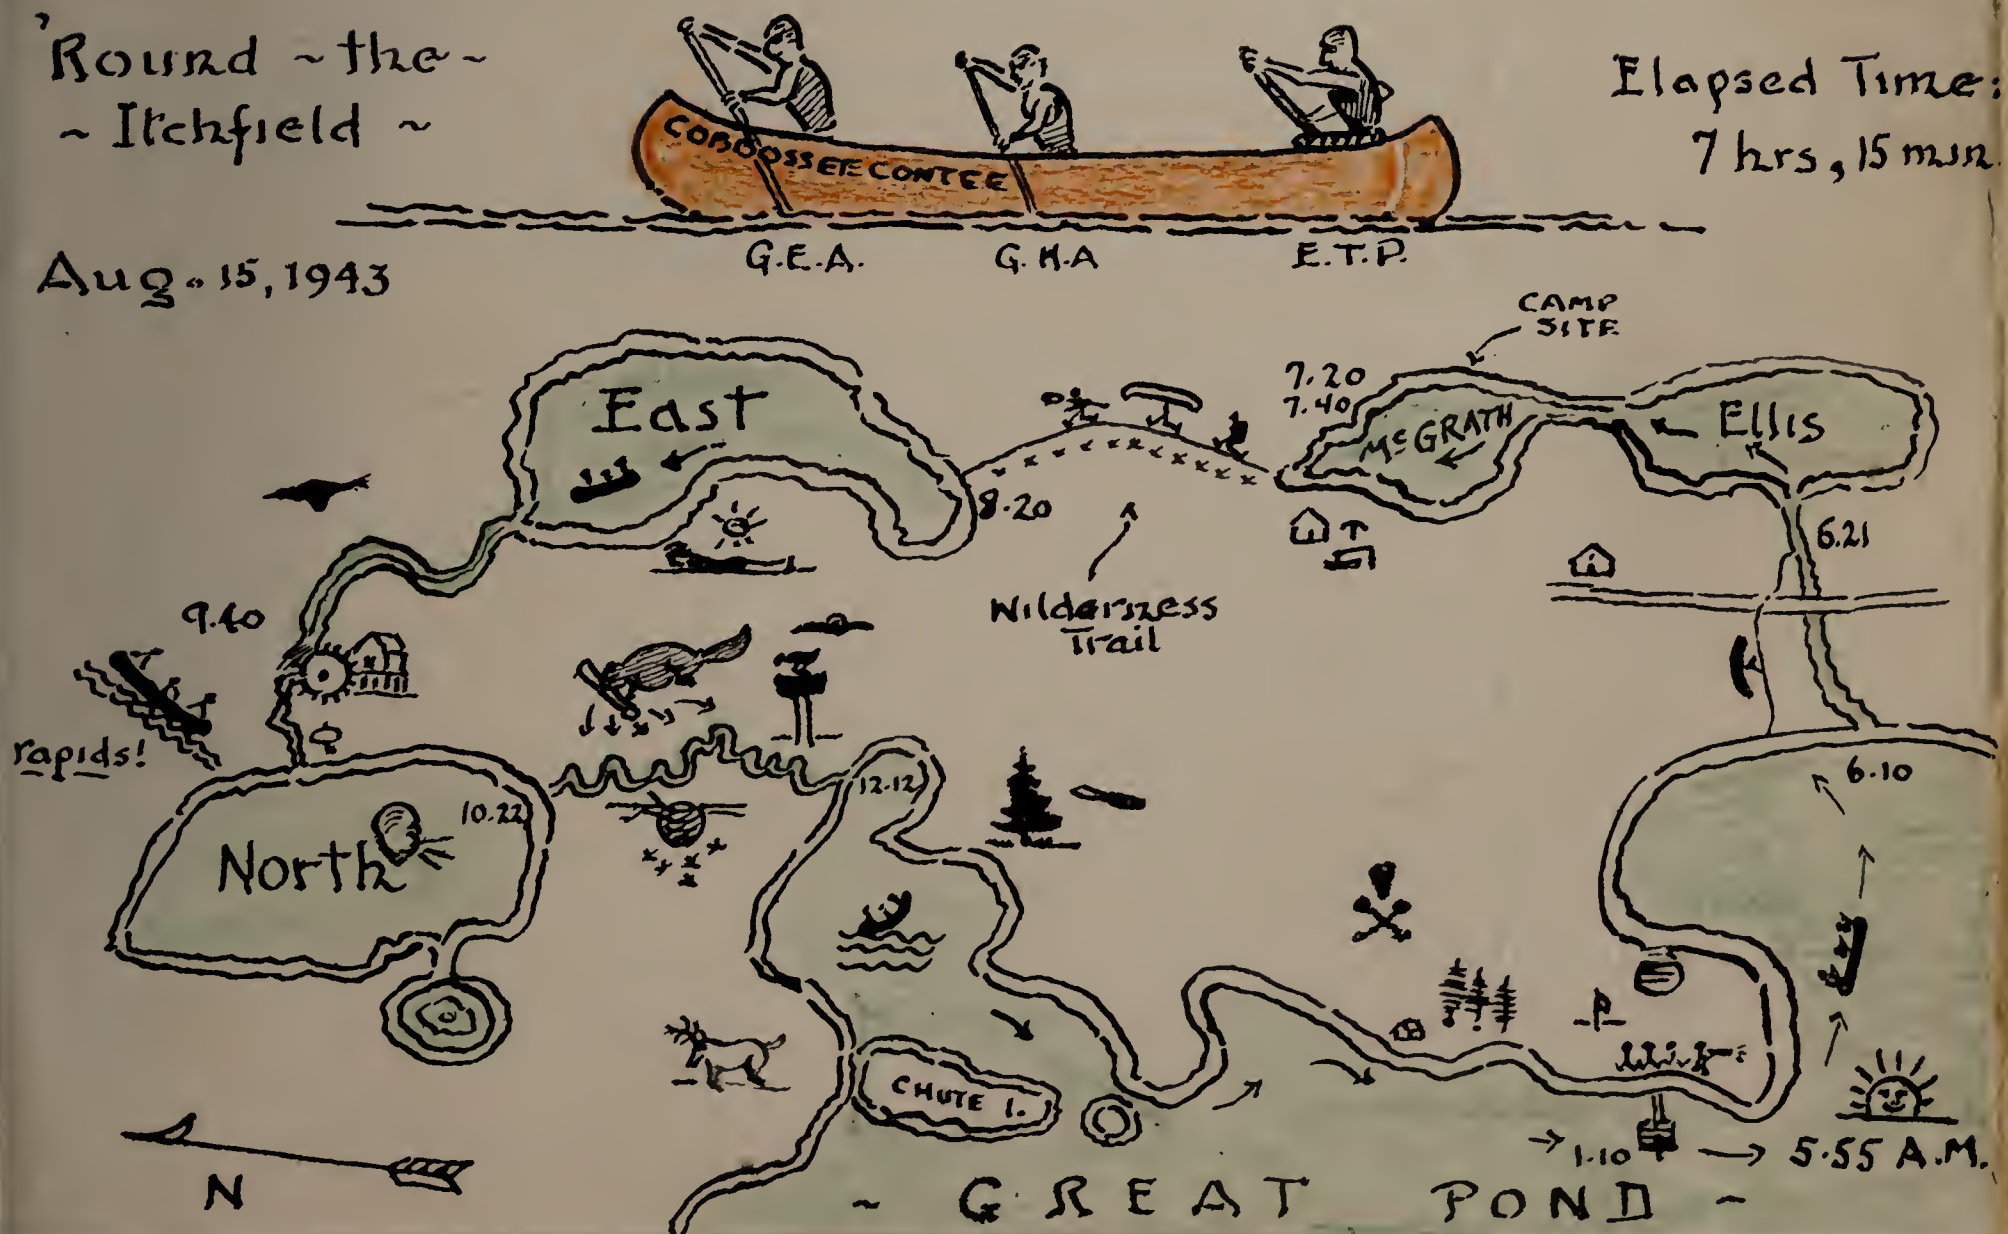 'Round ~ the ~
~ Itchfield ~
Aug. 15, 1943
COBBOSSEECONTEE
G.E.A.
G.H.A
E.T.P.
Elapsed Time:
7 hrs, 15 min.
CAMP
SITE
7.20
7.40
McGRATH
Ellis
East
8.20
6.21
Wilderness
Trail
9.40
rapids!
6.10
12.12
10.22
North
CHUTE I.
N
1.10
5.55 A.M.
~ GREAT POND ~